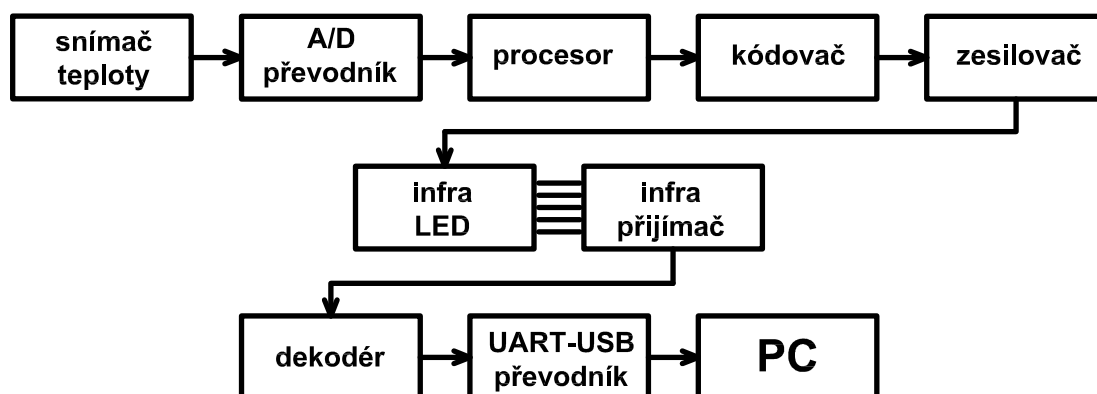 snímač
teploty
A/D
převodník
procesor
kódovač
zesilovač
infra
LED
infra
přijímač
dekodér
UART-USB
převodník
PC